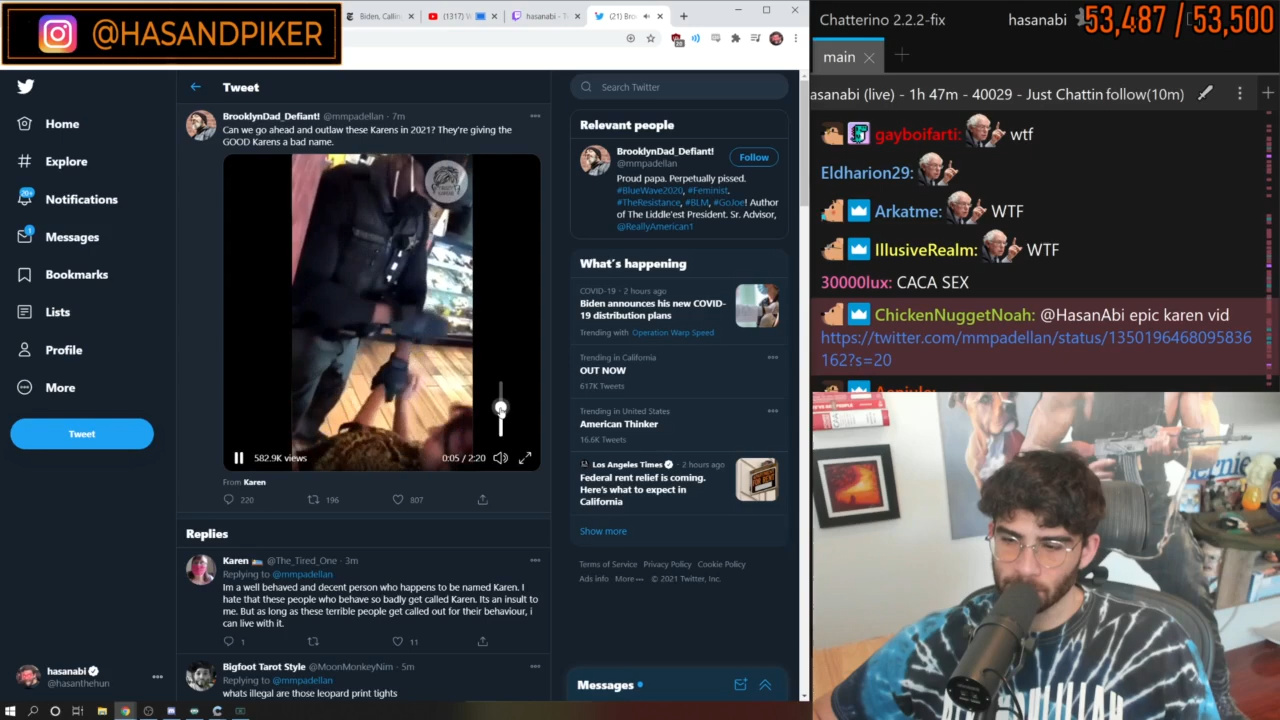 @HASANDPIKER
Biden, Callin
(1317) W
hasanabi - T
(21) Bro
Tweet
Home
Explore
20+
Notifications
1
Messages
Bookmarks
Lists
Profile
More
Tweet
hasanabi
@hasanthehun
BrooklynDad_Defiant! @mmpadellan · 7m
Can we go ahead and outlaw these Karens in 2021? They're giving the
GOOD Karens a bad name.
582.9K views
0:05 / 2:20
From Karen
220
196
807
Replies
Karen @The_Tired_One · 3m
Replying to @mmpadellan
Im a well behaved and decent person who happens to be named Karen. I
hate that these people who behave so badly get called Karen. Its an insult to
me. But as long as these terrible people get called out for their behaviour, i
can live with it.
1
11
Bigfoot Tarot Style @MoonMonkeyNim · 5m
Replying to @mmpadellan
whats illegal are those leopard print tights
Search Twitter
Relevant people
BrooklynDad_Defiant!
@mmpadellan
Follow
Proud papa. Perpetually pissed.
#BlueWave2020, #Feminist,
#TheResistance, #BLM, #GoJoe! Author
of The Liddle'est President. Sr. Advisor,
@ReallyAmerican1
What's happening
COVID-19 · 2 hours ago
Biden announces his new COVID-
19 distribution plans
Trending with Operation Warp Speed
Trending in California
OUT NOW
617K Tweets
Trending in United States
American Thinker
16.6K Tweets
Los Angeles Times · 2 hours ago
Federal rent relief is coming.
Here's what to expect in
California
Show more
Terms of Service Privacy Policy Cookie Policy
Ads info More © 2021 Twitter, Inc.
Messages
Chatterino 2.2.2-fix
hasanabi
53,487 / 53,500
main
asanabi (live) - 1h 47m - 40029 - Just Chattin follow(10m)
gayboifarti: wtf
Eldharion29:
Arkatme: WTF
IllusiveRealm: WTF
30000lux: CACA SEX
ChickenNuggetNoah: @HasanAbi epic karen vid
https://twitter.com/mmpadellan/status/1350196468095836
162?s=20
Bernie